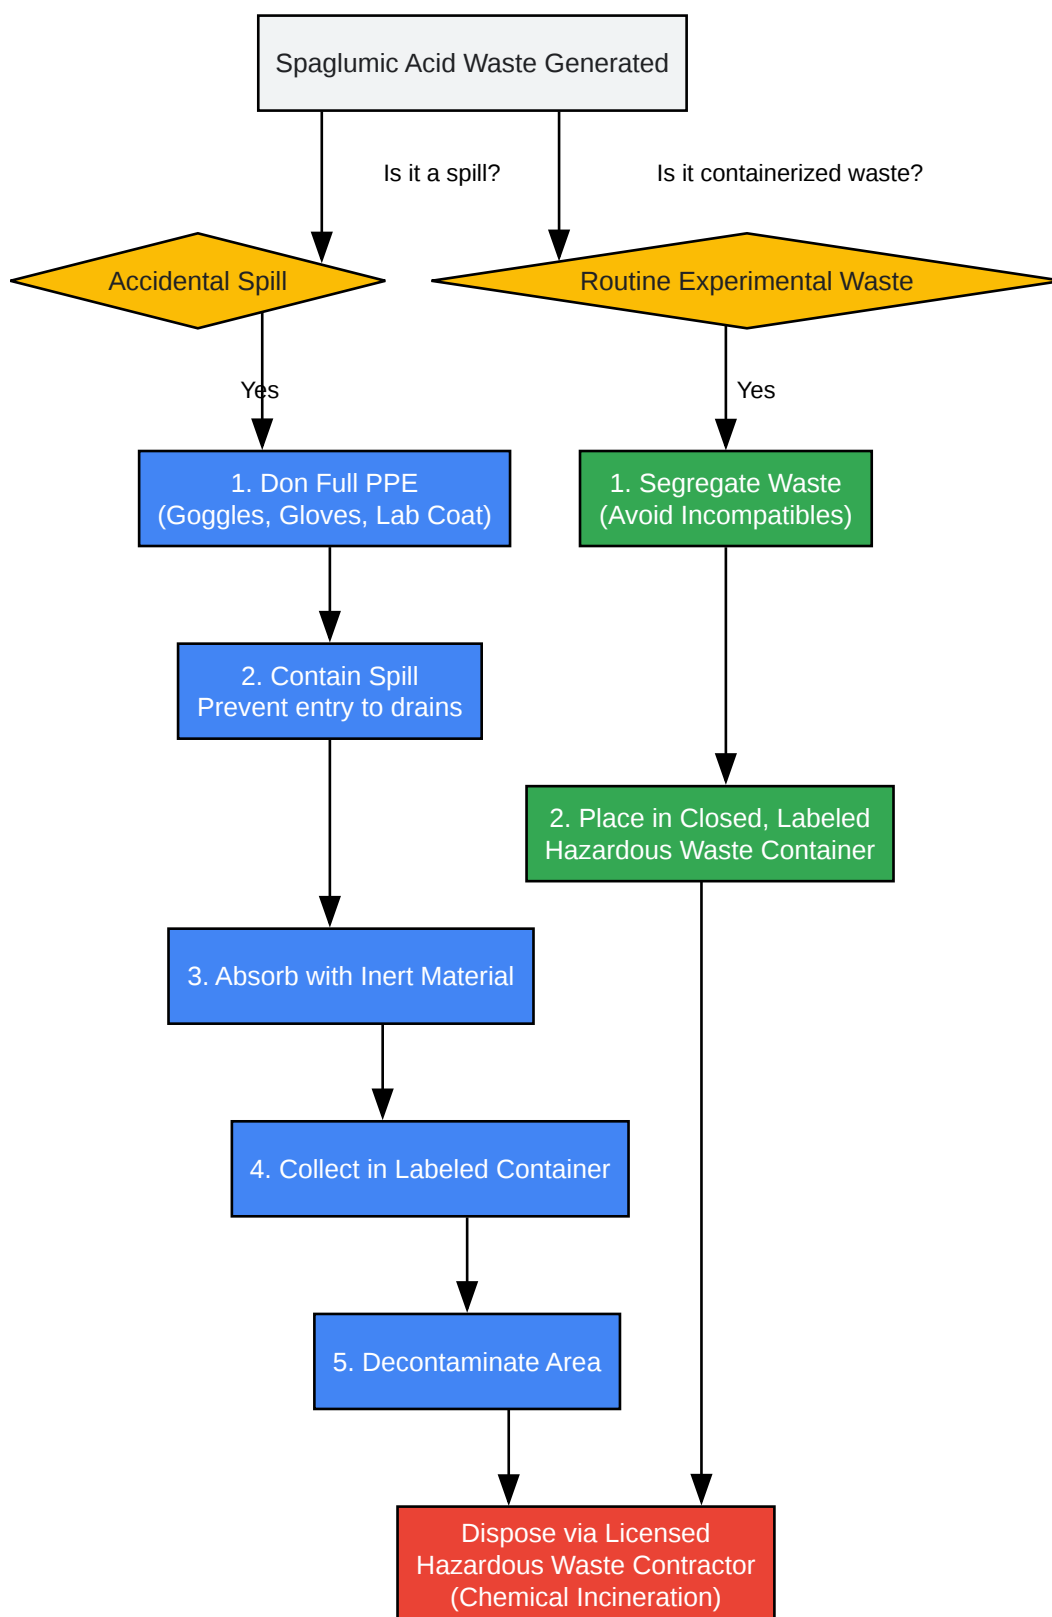 Spaglumic Acid Waste Generated
Is it a spill?
Is it containerized waste?
Accidental Spill
Routine Experimental Waste
Yes
Yes
1. Don Full PPE
(Goggles, Gloves, Lab Coat)
1. Segregate Waste
(Avoid Incompatibles)
2. Contain Spill
Prevent entry to drains
2. Place in Closed, Labeled
Hazardous Waste Container
3. Absorb with Inert Material
4. Collect in Labeled Container
5. Decontaminate Area
Dispose via Licensed
Hazardous Waste Contractor
(Chemical Incineration)